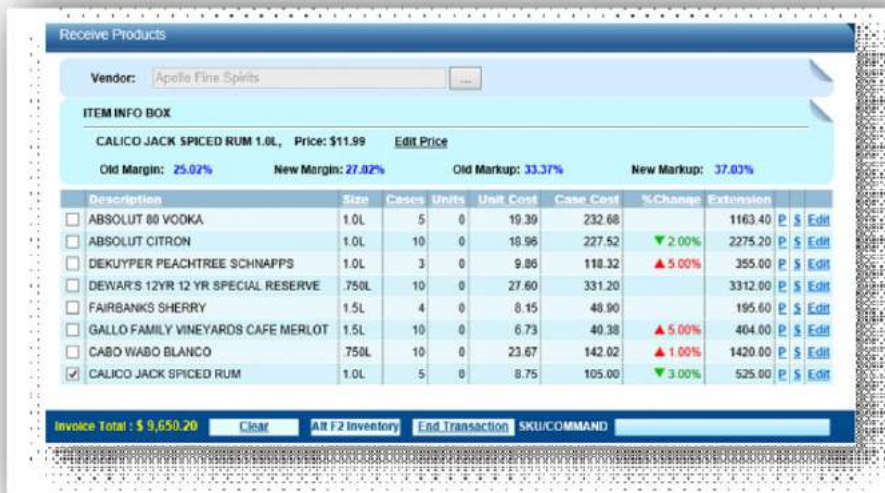 Receive Products
Vendor: Apollo Fine Spirits ...
ITEM INFO BOX
CALICO JACK SPICED RUM 1.0L, Price: $11.99 Edit Price
Old Margin: 25.02% New Margin: 27.02% Old Markup: 33.37% New Markup: 37.03%
Description Size Cases Units Unit Cost Case Cost %Change Extension
ABSOLUT 80 VODKA 1.0L 5 0 19.39 232.68 1163.40 P S Edit
ABSOLUT CITRON 1.0L 10 0 18.96 227.52 ▼ 2.00% 2275.20 P S Edit
DEKUYPER PEACHTREE SCHNAPPS 1.0L 3 0 9.86 118.32 ▲ 5.00% 355.00 P S Edit
DEWAR'S 12YR 12 YR SPECIAL RESERVE .750L 10 0 27.60 331.20 3312.00 P S Edit
FAIRBANKS SHERRY 1.5L 4 0 8.15 48.90 195.60 P S Edit
GALLO FAMILY VINEYARDS CAFE MERLOT 1.5L 10 0 6.73 40.38 ▲ 5.00% 404.00 P S Edit
CABO WABO BLANCO .750L 10 0 23.67 142.02 ▲ 1.00% 1420.00 P S Edit
CALICO JACK SPICED RUM 1.0L 5 0 8.75 105.00 ▼ 3.00% 525.00 P S Edit
Invoice Total : $ 9,650.20 Clear Alt F2 Inventory End Transaction SKU/COMMAND